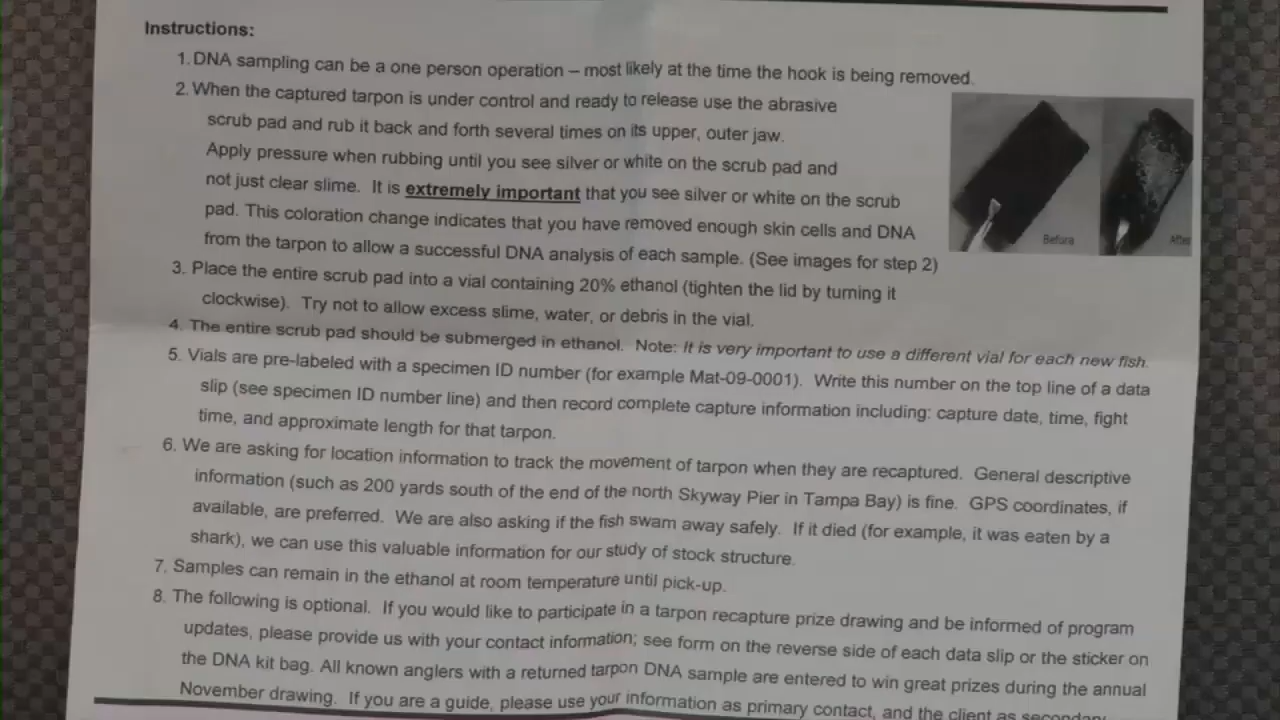 Instructions:
1. DNA sampling can be a one person operation – most likely at the time the hook is being removed.
2. When the captured tarpon is under control and ready to release use the abrasive
scrub pad and rub it back and forth several times on its upper, outer jaw.
Apply pressure when rubbing until you see silver or white on the scrub pad and
not just clear slime. It is extremely important that you see silver or white on the scrub
pad. This coloration change indicates that you have removed enough skin cells and DNA
from the tarpon to allow a successful DNA analysis of each sample. (See images for step 2)
Before
After
3. Place the entire scrub pad into a vial containing 20% ethanol (tighten the lid by turning it
clockwise). Try not to allow excess slime, water, or debris in the vial.
4. The entire scrub pad should be submerged in ethanol. Note: It is very important to use a different vial for each new fish.
5. Vials are pre-labeled with a specimen ID number (for example Mat-09-0001). Write this number on the top line of a data
slip (see specimen ID number line) and then record complete capture information including: capture date, time, fight
time, and approximate length for that tarpon.
6. We are asking for location information to track the movement of tarpon when they are recaptured. General descriptive
information (such as 200 yards south of the end of the north Skyway Pier in Tampa Bay) is fine. GPS coordinates, if
available, are preferred. We are also asking if the fish swam away safely. If it died (for example, it was eaten by a
shark), we can use this valuable information for our study of stock structure.
7. Samples can remain in the ethanol at room temperature until pick-up.
8. The following is optional. If you would like to participate in a tarpon recapture prize drawing and be informed of program
updates, please provide us with your contact information; see form on the reverse side of each data slip or the sticker on
the DNA kit bag. All known anglers with a returned tarpon DNA sample are entered to win great prizes during the annual
November drawing. If you are a guide, please use your information as primary contact, and the client as secondary